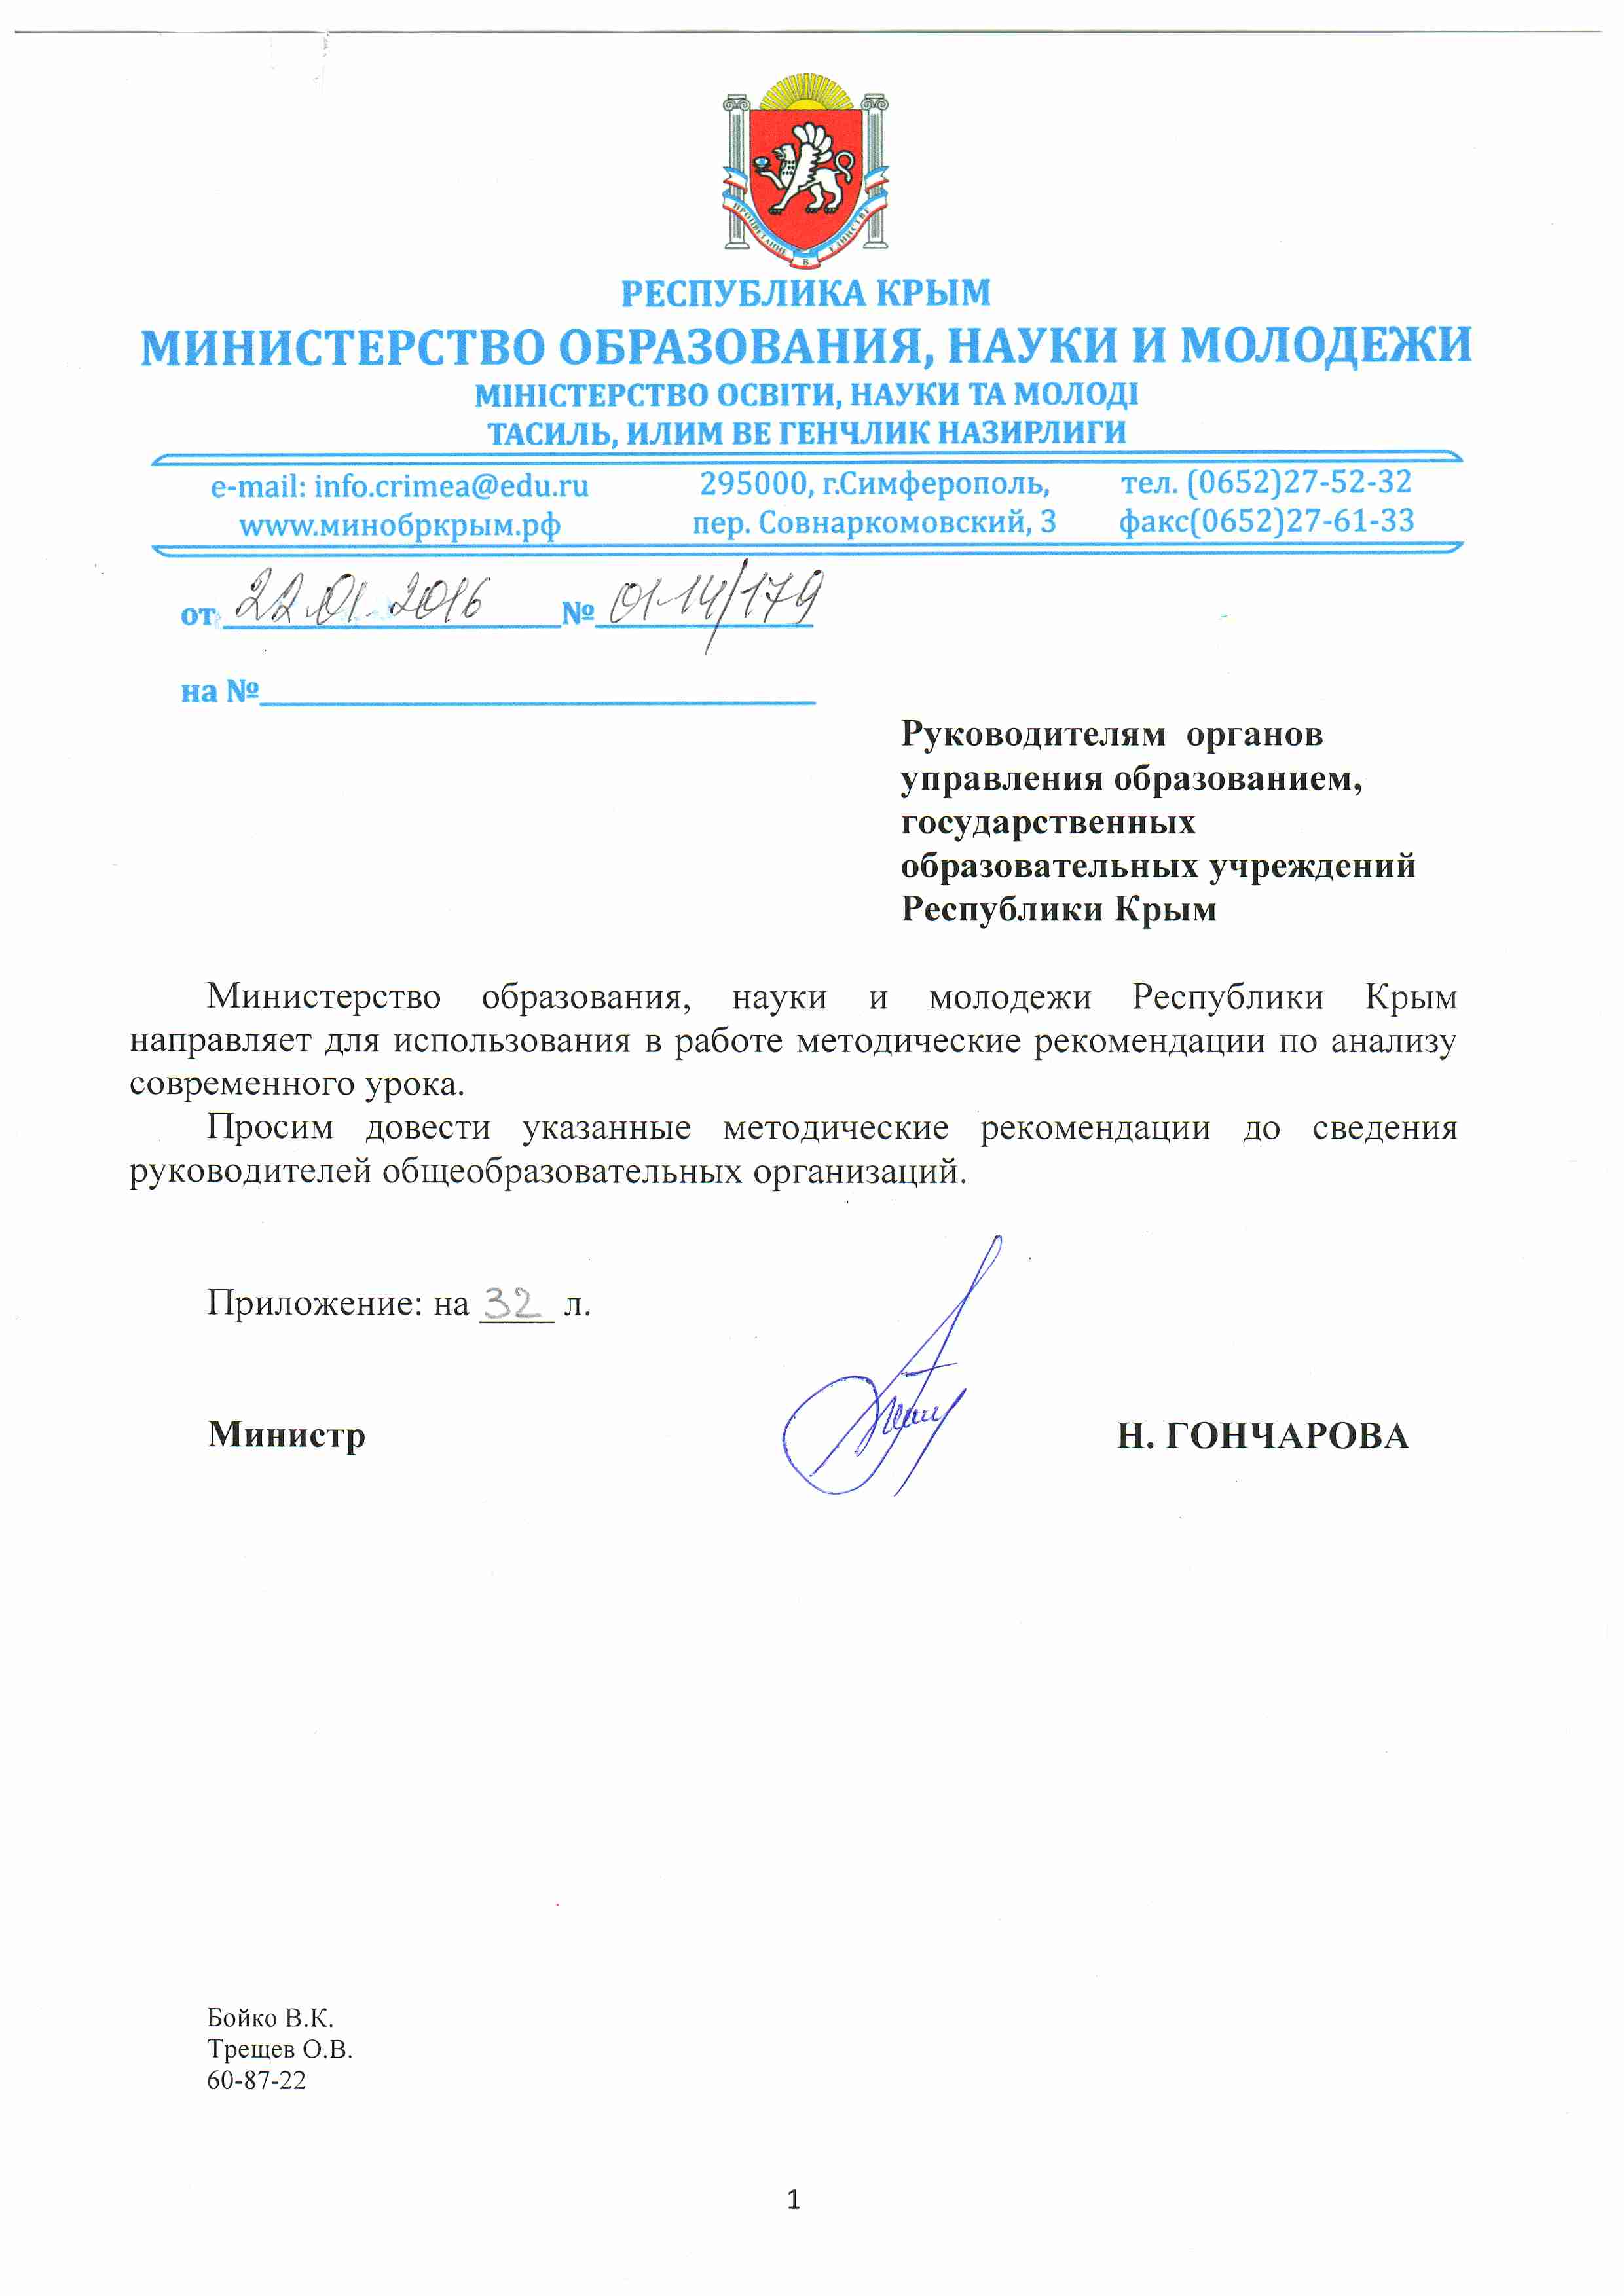 ПРОЦВЕТАНИЕ В ЕДИНСТВЕ
РЕСПУБЛИКА КРЫМ
МИНИСТЕРСТВО ОБРАЗОВАНИЯ, НАУКИ И МОЛОДЕЖИ
МІНІСТЕРСТВО ОСВІТИ, НАУКИ ТА МОЛОДІ
ТАСИЛЬ, ИЛИМ ВЕ ГЕНЧЛИК НАЗИРЛИГИ
e-mail: info.crimea@edu.ru 295000, г.Симферополь, тел. (0652)27-52-32
www.минобркрым.рф пер. Совнаркомовский, 3 факс(0652)27-61-33
от 22.01.2016 № 01-14/179
на №
Руководителям органов
управления образованием,
государственных
образовательных учреждений
Республики Крым
Министерство образования, науки и молодежи Республики Крым
направляет для использования в работе методические рекомендации по анализу
современного урока.
Просим довести указанные методические рекомендации до сведения
руководителей общеобразовательных организаций.
Приложение: на 32 л.
Министр Н. ГОНЧАРОВА
Бойко В.К.
Трещев О.В.
60-87-22
1